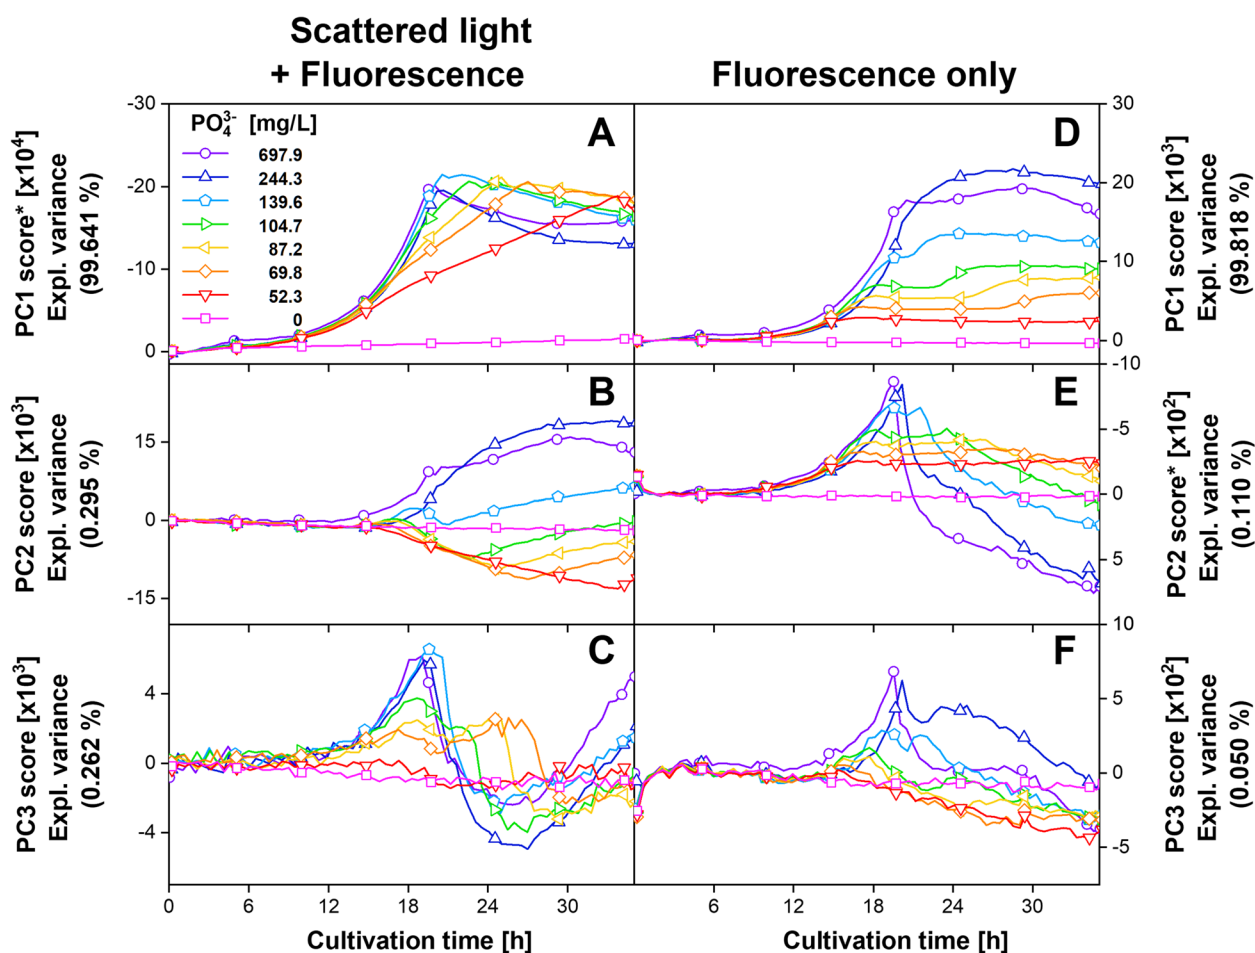 Scattered light
+ Fluorescence
Fluorescence only
PC1 score* [x10⁴]
Expl. variance
(99.641 %)
-30
-20
-10
0
PO₄³⁻ [mg/L]
697.9
244.3
139.6
104.7
87.2
69.8
52.3
0
A
D
30
20
10
0
-10
PC1 score [x10³]
Expl. variance
(99.818 %)
PC2 score [x10³]
Expl. variance
(0.295 %)
15
0
-15
B
E
-5
0
5
10
PC2 score* [x10²]
Expl. variance
(0.110 %)
PC3 score [x10³]
Expl. variance
(0.262 %)
4
0
-4
C
F
5
0
-5
PC3 score [x10²]
Expl. variance
(0.050 %)
0 6 12 18 24 30
6 12 18 24 30
Cultivation time [h]
Cultivation time [h]